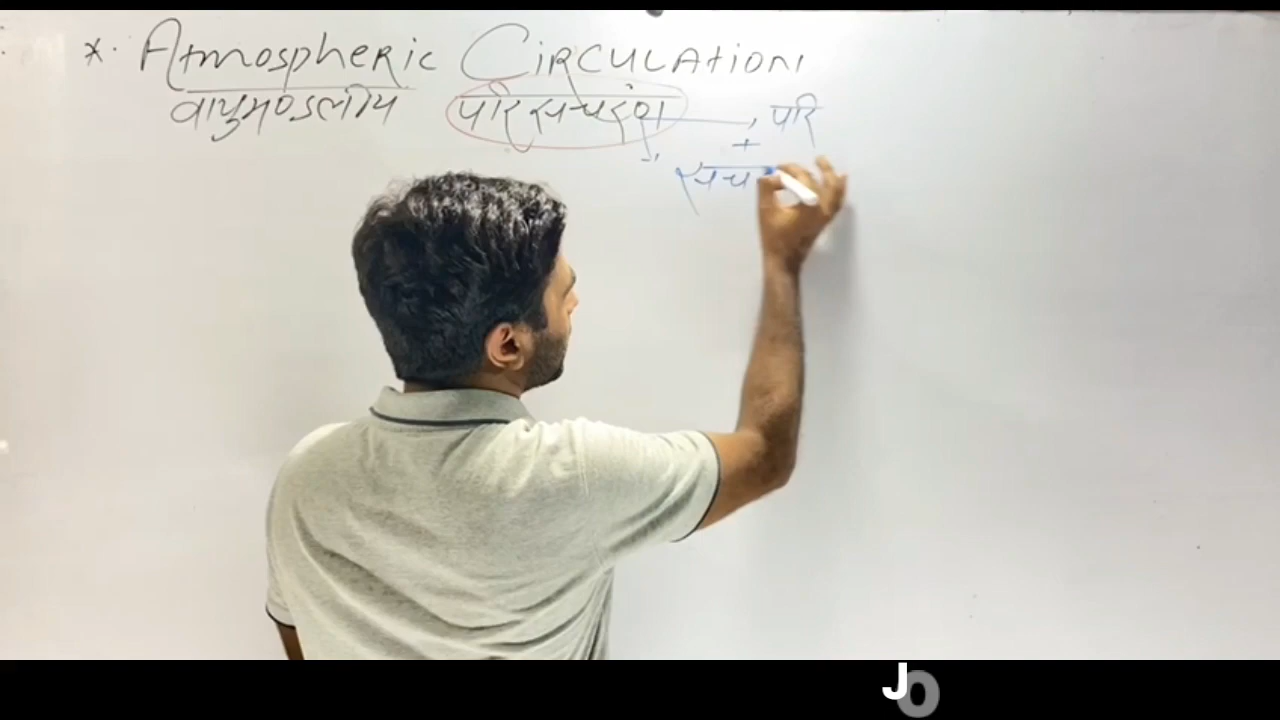 *. Atmospheric Circulation
वायुमण्डलीय परिसंचरण → परि
+
संच
JO